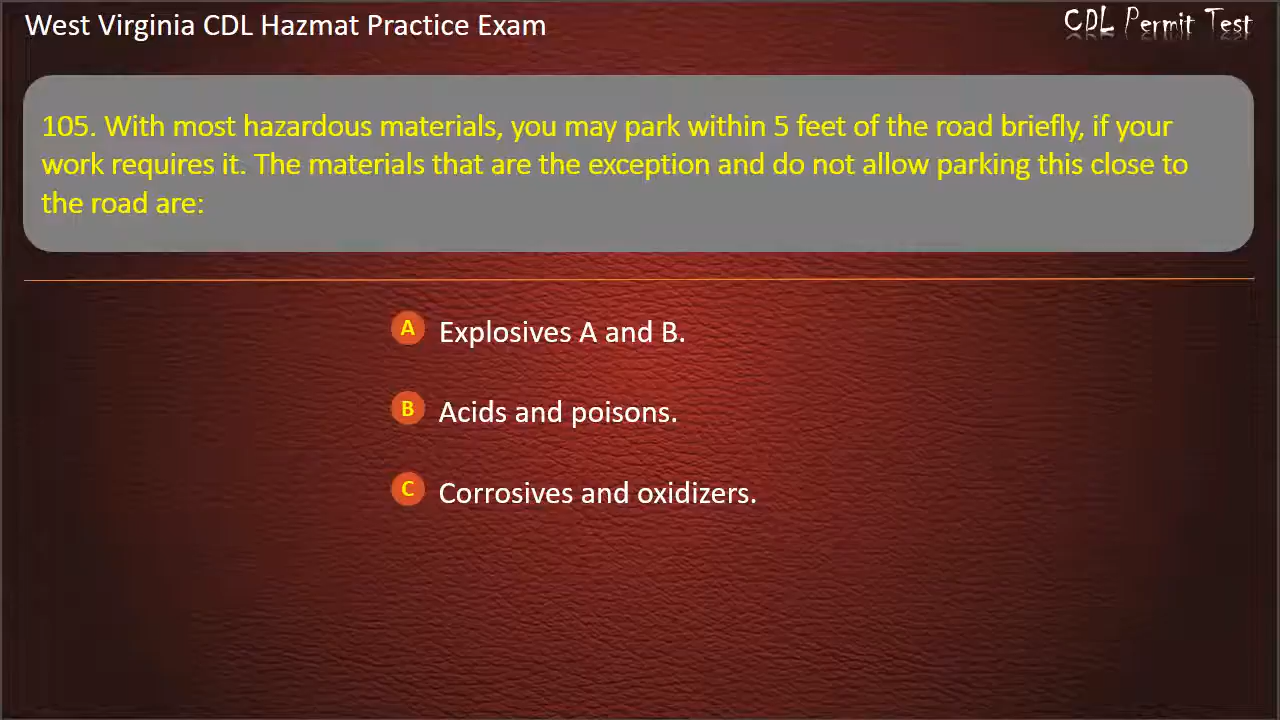 West Virginia CDL Hazmat Practice Exam
CDL Permit Test
105. With most hazardous materials, you may park within 5 feet of the road briefly, if your
work requires it. The materials that are the exception and do not allow parking this close to
the road are:
A Explosives A and B.
B Acids and poisons.
C Corrosives and oxidizers.